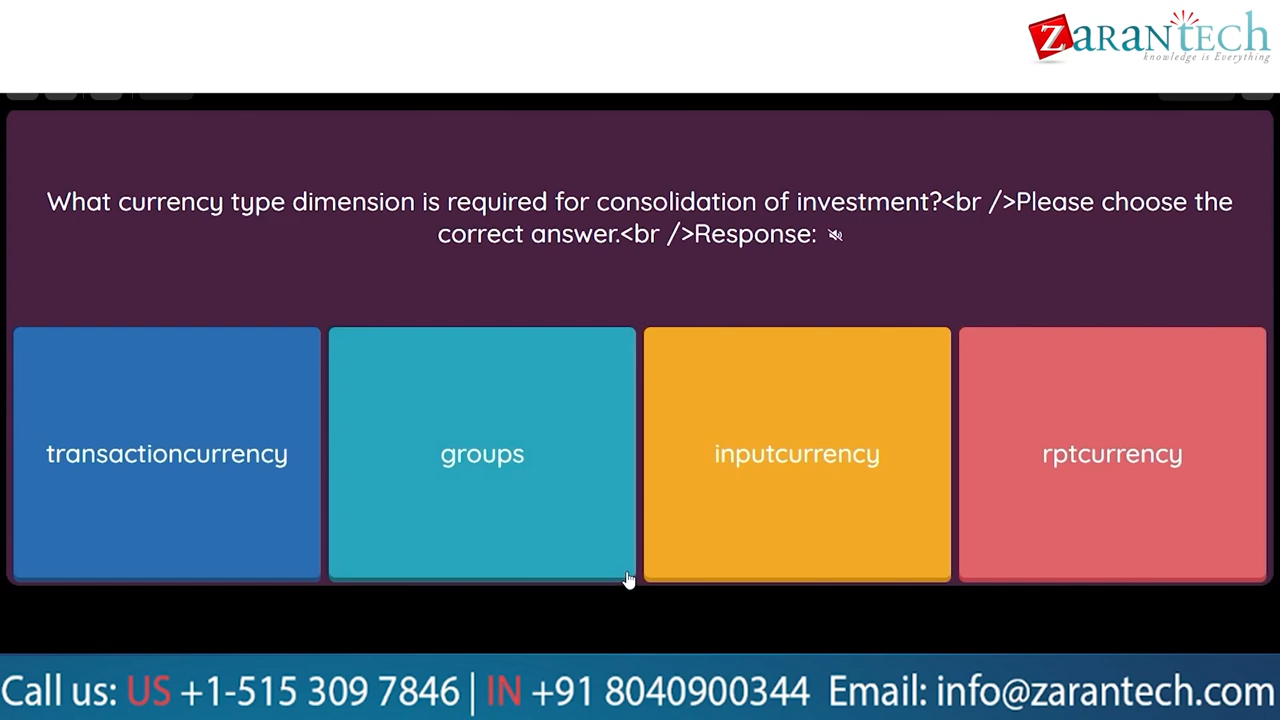 ZARANTECH
knowledge is Everything
What currency type dimension is required for consolidation of investment?<br />Please choose the
correct answer.<br />Response:
transactioncurrency
groups
inputcurrency
rptcurrency
Call us: US +1-515 309 7846 | IN +91 8040900344 Email: info@zarantech.com